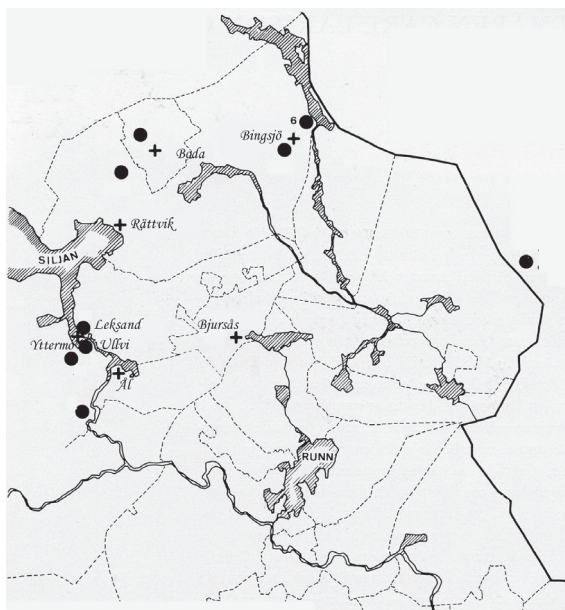 6
Bingsjö
Boda
Rättvik
SILJAN
Leksand
Bjursås
Yttermo
Ullvi
Ål
RUNN